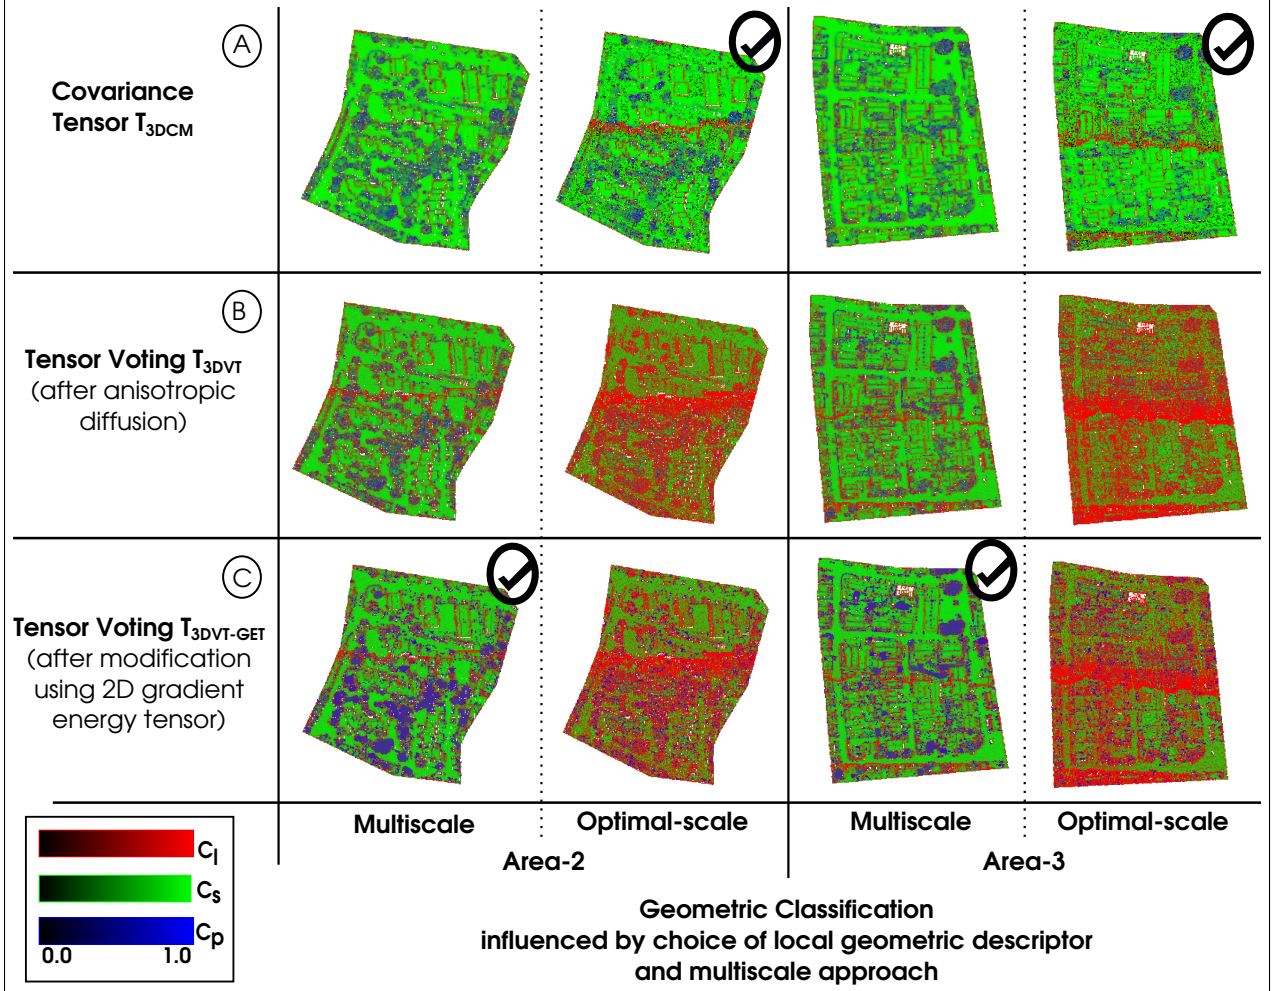 A
Covariance
Tensor T3DCM
B
Tensor Voting T3DVT
(after anisotropic
diffusion)
C
Tensor Voting T3DVT-GET
(after modification
using 2D gradient
energy tensor)
Multiscale
Optimal-scale
Multiscale
Optimal-scale
Area-2
Area-3
Cl
Cs
Cp
0.0 1.0
Geometric Classification
influenced by choice of local geometric descriptor
and multiscale approach